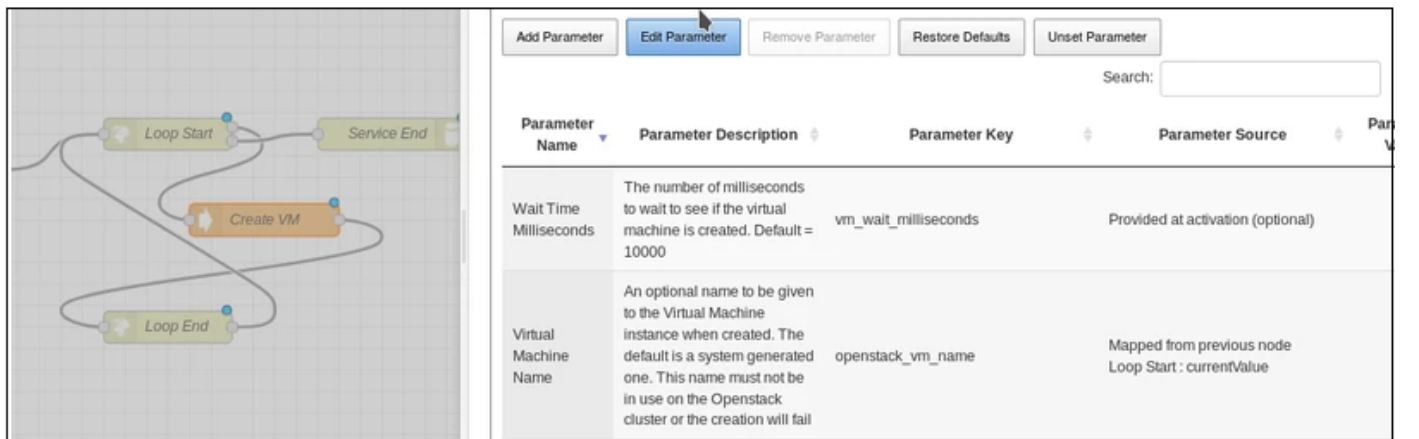 Add Parameter
Edit Parameter
Remove Parameter
Restore Defaults
Unset Parameter
Search:
Loop Start
Service End
Create VM
Loop End
Parameter
Name
Parameter Description
Parameter Key
Parameter Source
Wait Time
Milliseconds
The number of milliseconds
to wait to see if the virtual
machine is created. Default =
10000
vm_wait_milliseconds
Provided at activation (optional)
Virtual
Machine
Name
An optional name to be given
to the Virtual Machine
instance when created. The
default is a system generated
one. This name must not be
in use on the Openstack
cluster or the creation will fail
openstack_vm_name
Mapped from previous node
Loop Start : currentValue